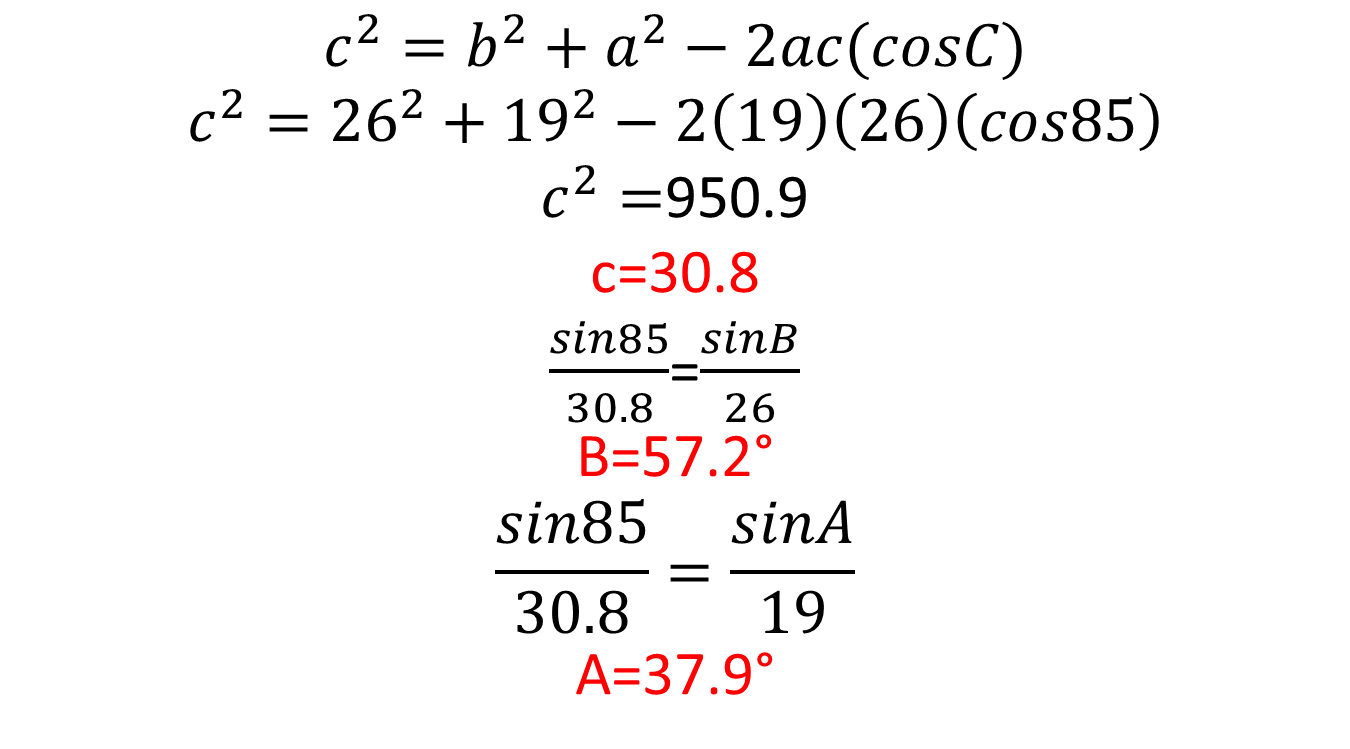 c² = b² + a² − 2ac(cosC)
c² = 26² + 19² − 2(19)(26)(cos85)
c² =950.9
c=30.8
sin85/30.8=sinB/26
B=57.2°
sin85/30.8 = sinA/19
A=37.9°